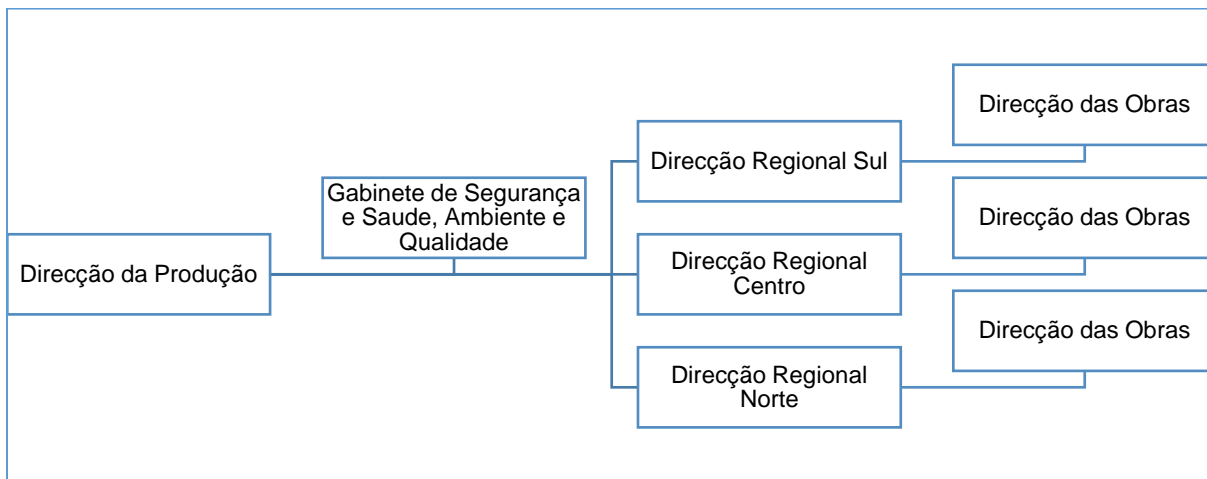 Direcção da Produção
Gabinete de Segurança
e Saude, Ambiente e
Qualidade
Direcção Regional Sul
Direcção das Obras
Direcção Regional
Centro
Direcção das Obras
Direcção Regional
Norte
Direcção das Obras